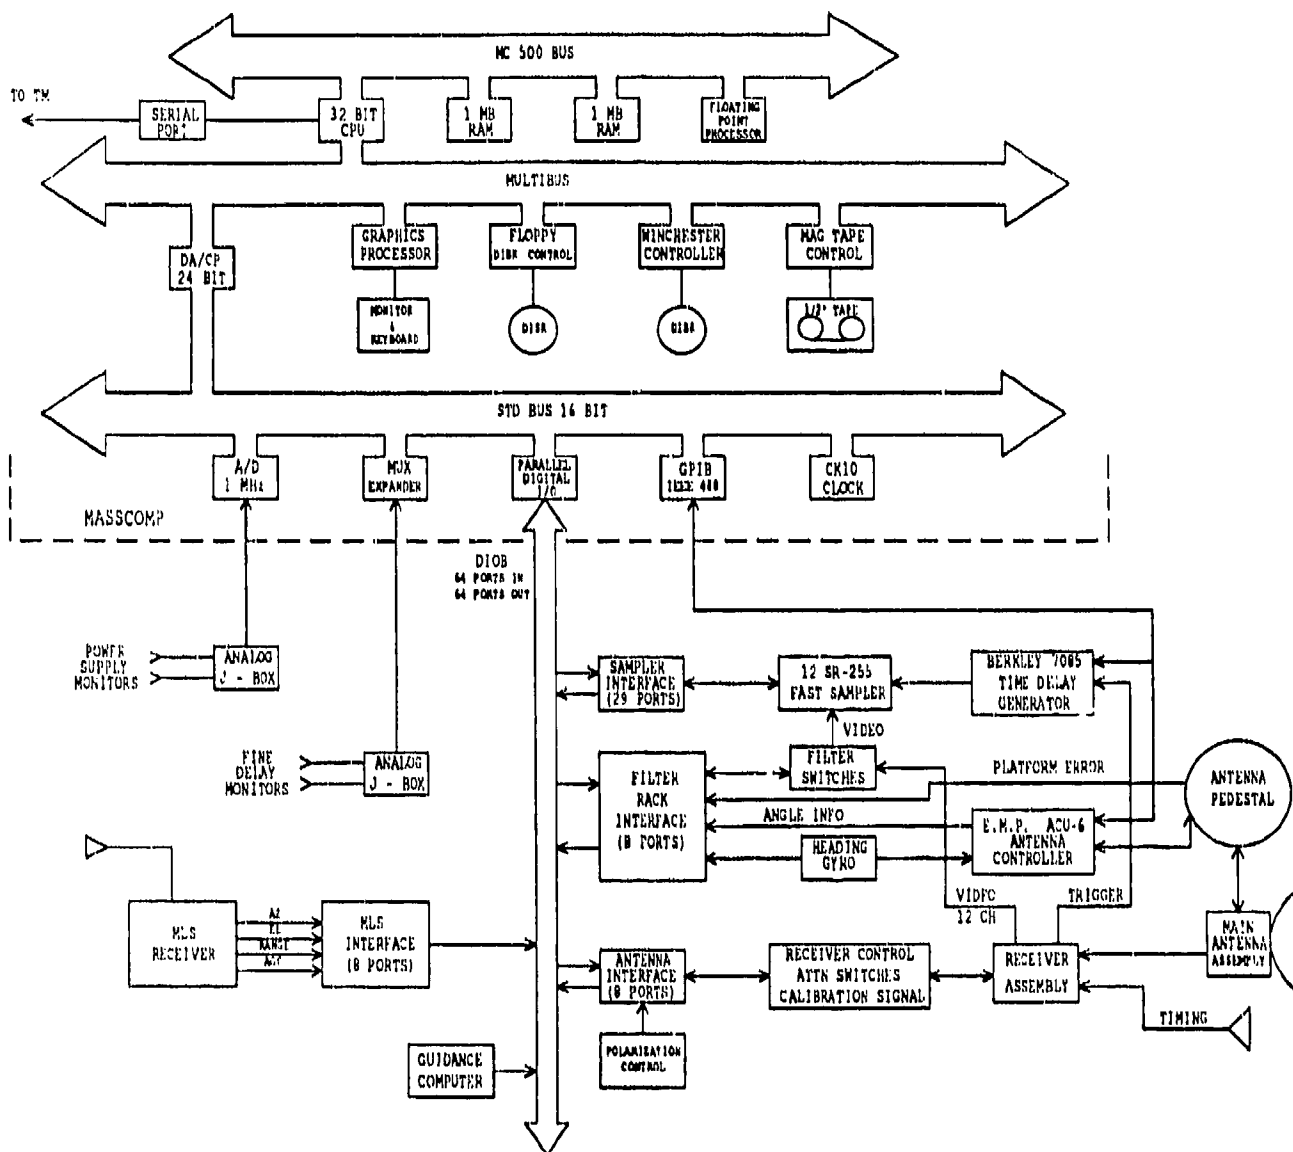 MC 500 BUS
TO TM
SERIAL
PORT
32 BIT
CPU
1 MB
RAM
1 MB
RAM
FLOATING
POINT
PROCESSOR
MULTIBUS
DA/CP
24 BIT
GRAPHICS
PROCESSOR
FLOPPY
DISK CONTROL
WINCHESTER
CONTROLLER
MAG TAPE
CONTROL
MONITOR
&
KEYBOARD
DISK
DISK
1/2" TAPE
STD BUS 16 BIT
A/D
1 MHz
MUX
EXPANDER
PARALLEL
DIGITAL
I/O
GPIB
IEEE 488
CK10
CLOCK
MASSCOMP
DIOB
64 PORTS IN
64 PORTS OUT
POWER
SUPPLY
MONITORS
ANALOG
J - BOX
SAMPLER
INTERFACE
(29 PORTS)
12 SR-255
FAST SAMPLER
BERKLEY 7085
TIME DELAY
GENERATOR
VIDEO
FINE
DELAY
MONITORS
ANALOG
J - BOX
FILTER
RACK
INTERFACE
(8 PORTS)
FILTER
SWITCHES
PLATFORM ERROR
ANTENNA
PEDESTAL
ANGLE INFO
E.M.P. ACU-6
ANTENNA
CONTROLLER
HEADING
GYRO
VIDEO
12 CH
TRIGGER
MLS
RECEIVER
AZ
EL
RANGE
MLS
INTERFACE
(8 PORTS)
ANTENNA
INTERFACE
(8 PORTS)
RECEIVER CONTROL
ATTN SWITCHES
CALIBRATION SIGNAL
RECEIVER
ASSEMBLY
MAIN
ANTENNA
ASSEMPLY
TIMING
GUIDANCE
COMPUTER
POLARIZATION
CONTROL